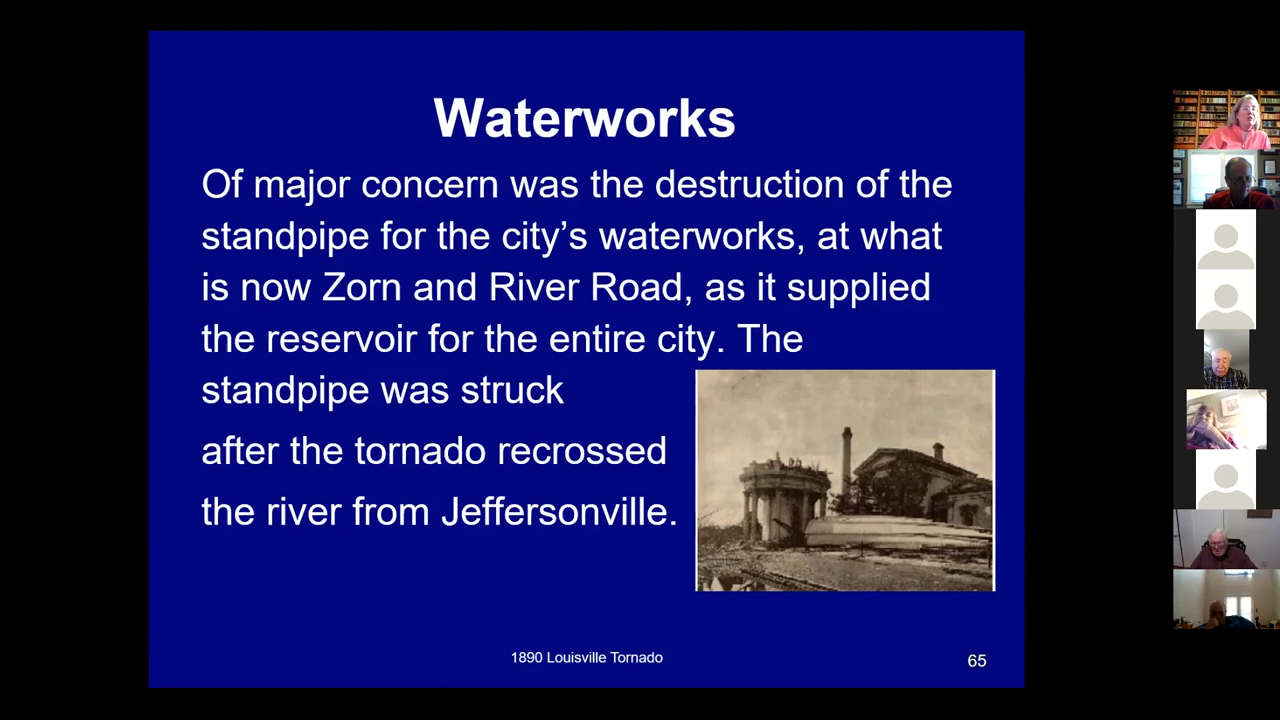 Waterworks
Of major concern was the destruction of the
standpipe for the city’s waterworks, at what
is now Zorn and River Road, as it supplied
the reservoir for the entire city. The
standpipe was struck
after the tornado recrossed
the river from Jeffersonville.
1890 Louisville Tornado
65